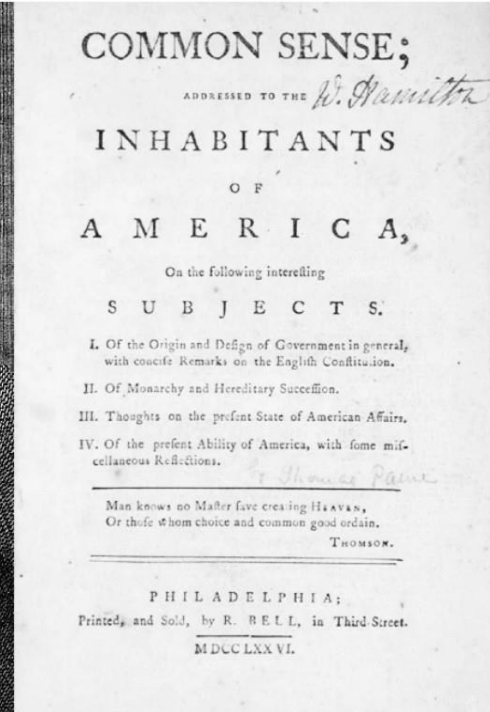 COMMON SENSE;
ADDRESSED TO THE W. Hamilton
INHABITANTS
OF
AMERICA,
On the following intereſting
SUBJECTS.
I. Of the Origin and Deſign of Government in general,
with conciſe Remarks on the Engliſh Conſtitution.
II. Of Monarchy and Hereditary Succeſſion.
III. Thoughts on the preſent State of American Affairs.
IV. Of the preſent Ability of America, with ſome miſ-
cellaneous Reflections.
Thomas Paine
Man knows no Maſter ſave creating HEAVEN,
Or thoſe whom choice and common good ordain.
THOMSON.
PHILADELPHIA;
Printed, and Sold, by R. BELL, in Third Street.
MDCCLXXVI.